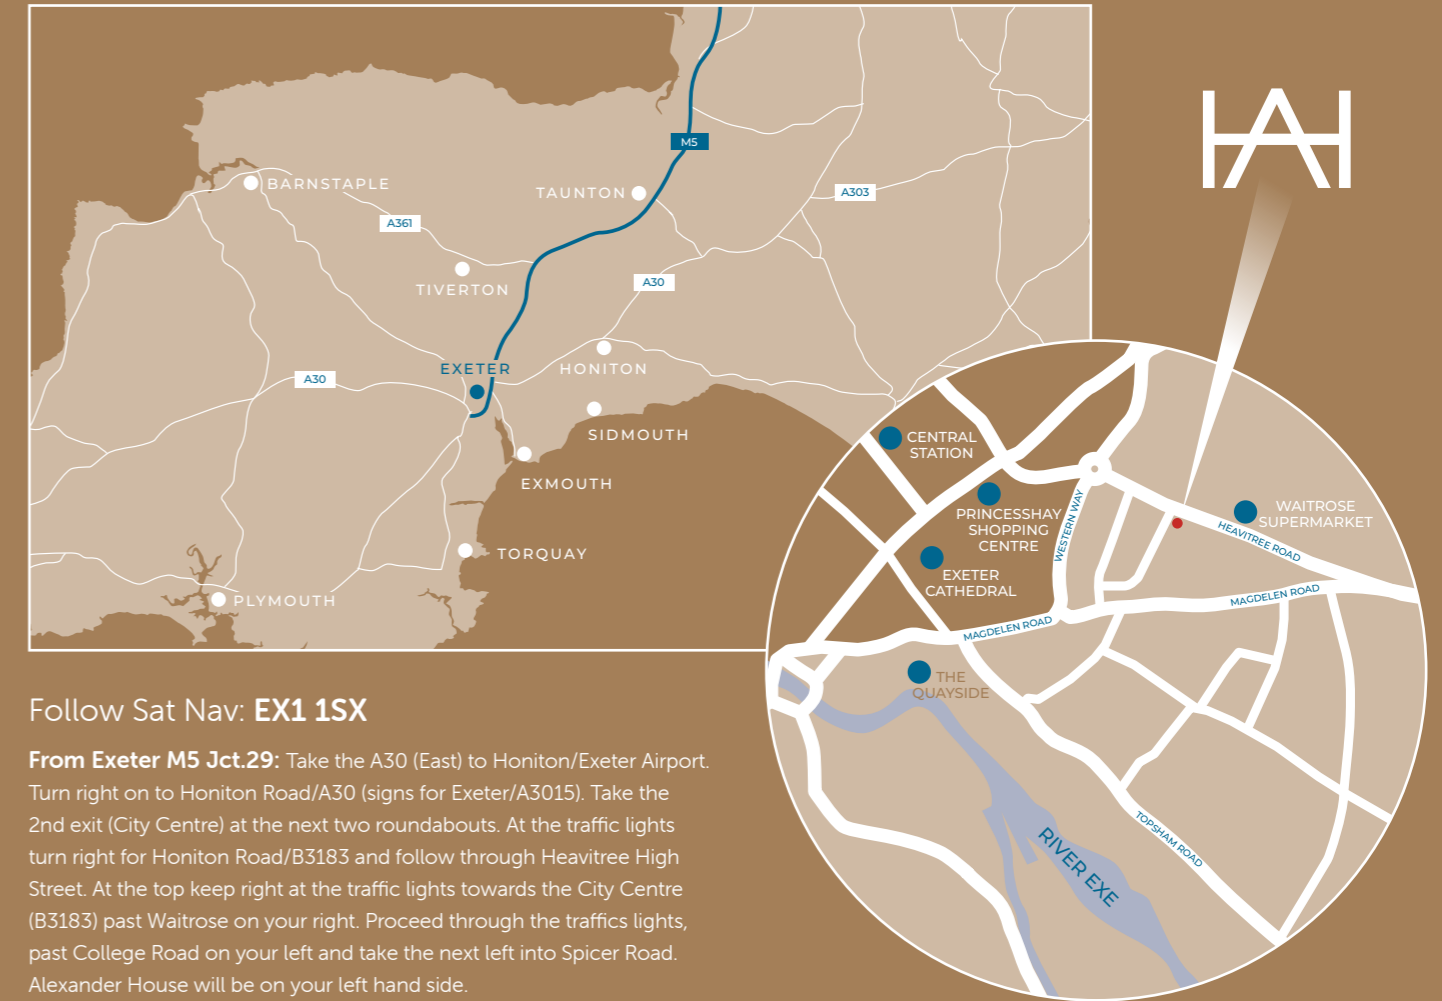 M5
BARNSTAPLE
TAUNTON
A303
A361
TIVERTON
A30
EXETER
HONITON
A30
SIDMOUTH
EXMOUTH
TORQUAY
PLYMOUTH
HA
CENTRAL
STATION
PRINCESSHAY
SHOPPING
CENTRE
WESTERN WAY
WAITROSE
SUPERMARKET
HEAVITREE ROAD
EXETER
CATHEDRAL
MAGDELEN ROAD
MAGDELEN ROAD
THE
QUAYSIDE
RIVER EXE
TOPSHAM ROAD
Follow Sat Nav: EX1 1SX
From Exeter M5 Jct.29: Take the A30 (East) to Honiton/Exeter Airport.
Turn right on to Honiton Road/A30 (signs for Exeter/A3015). Take the
2nd exit (City Centre) at the next two roundabouts. At the traffic lights
turn right for Honiton Road/B3183 and follow through Heavitree High
Street. At the top keep right at the traffic lights towards the City Centre
(B3183) past Waitrose on your right. Proceed through the traffics lights,
past College Road on your left and take the next left into Spicer Road.
Alexander House will be on your left hand side.